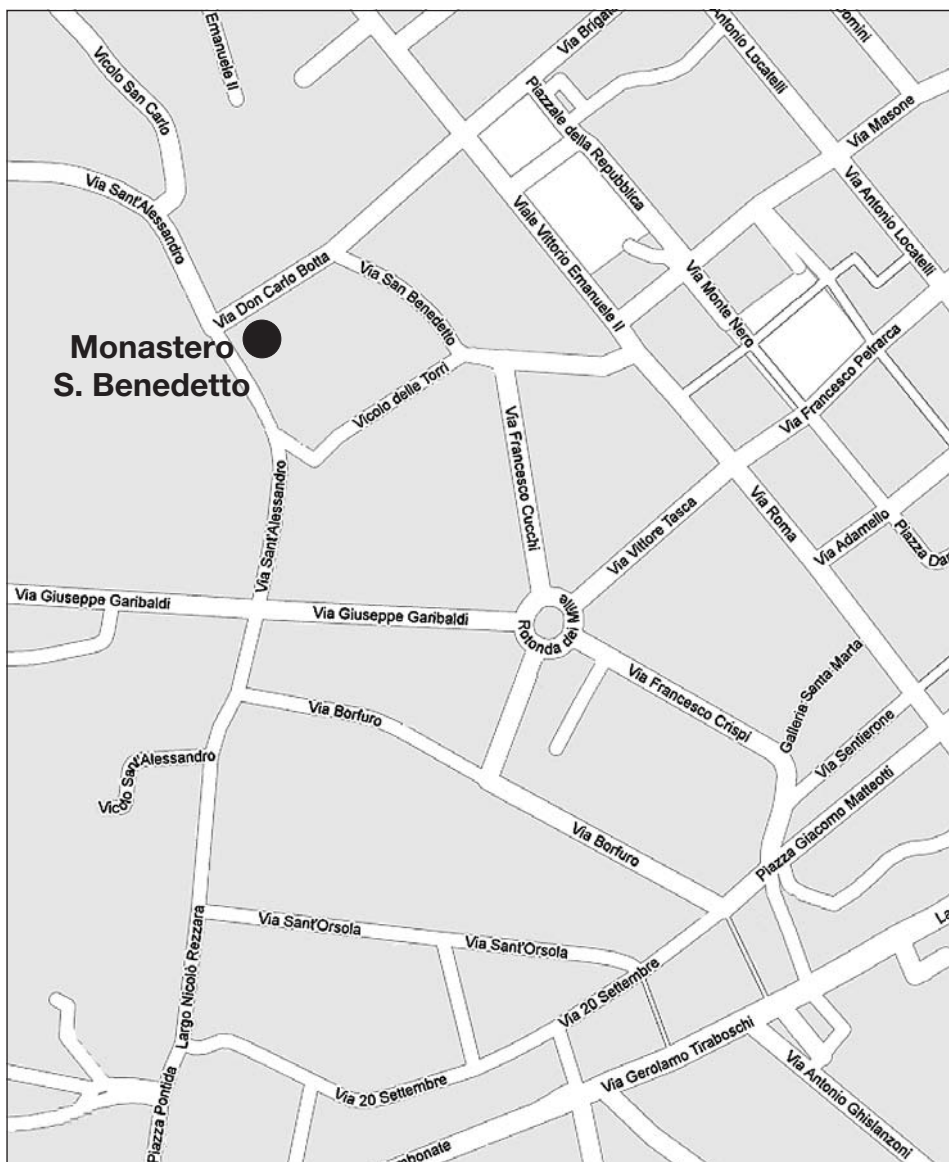 Emanuele II
Vicolo San Carlo
Via Brigata
Antonio Locatelli
Piazzale della Repubblica
Via Masone
Via Sant'Alessandro
Via Antonio Locatelli
Viale Vittorio Emanuele II
Via Don Carlo Botta
Via San Benedetto
Via Monte Nero
Monastero
S. Benedetto
Via Francesco Petrarca
Vicolo delle Torri
Via Francesco Cucchi
Via Sant'Alessandro
Via Vittore Tasca
Via Roma
Via Adamello
Piazza Dan
Via Giuseppe Garibaldi
Via Giuseppe Garibaldi
Rotonda dei Mille
Via Francesco Crispi
Galleria Santa Marta
Via Borfuro
Via Sentierone
Vicolo Sant'Alessandro
Piazza Giacomo Matteotti
Via Borfuro
Via Sant'Orsola
Via Sant'Orsola
La
Largo Nicolò Rezzara
Via 20 Settembre
Via Gerolamo Tiraboschi
Via 20 Settembre
Via Antonio Ghislanzoni
Piazza Pontida
mbonate